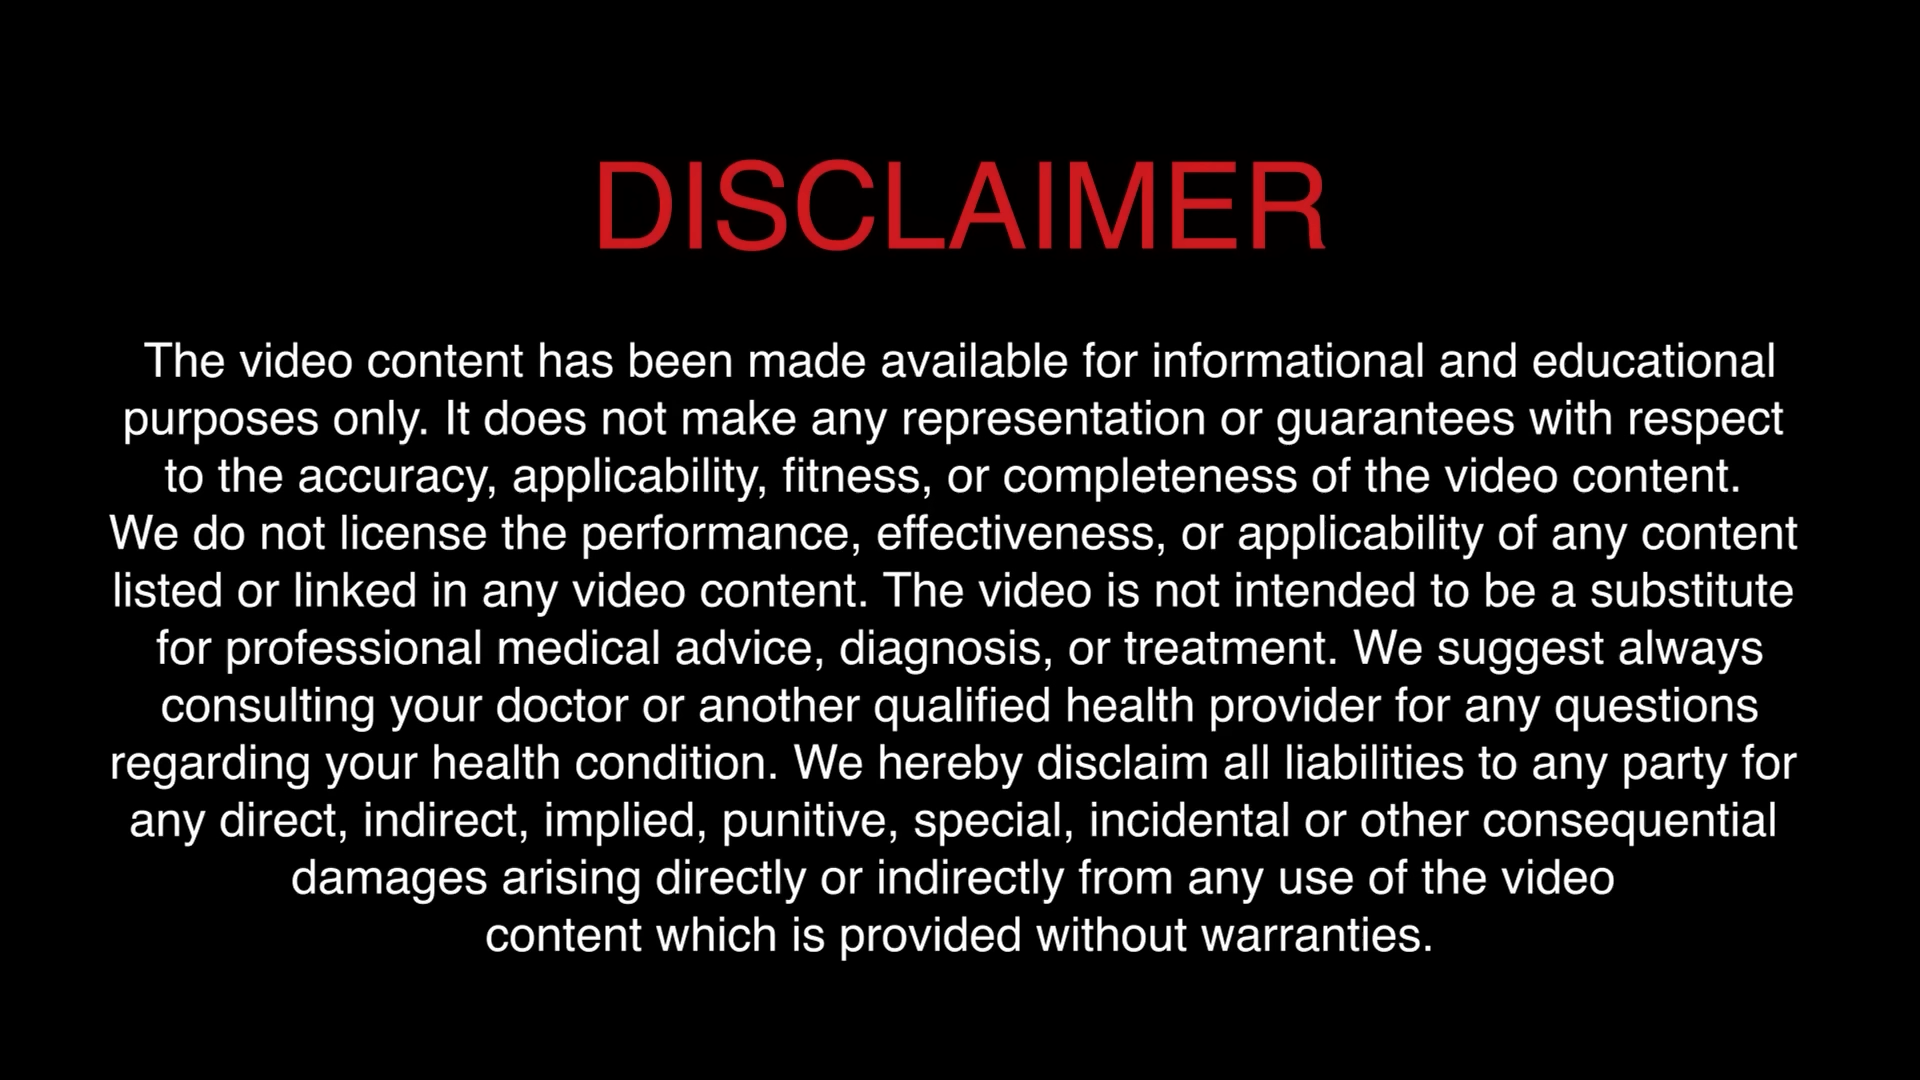 DISCLAIMER
The video content has been made available for informational and educational
purposes only. It does not make any representation or guarantees with respect
to the accuracy, applicability, fitness, or completeness of the video content.
We do not license the performance, effectiveness, or applicability of any content
listed or linked in any video content. The video is not intended to be a substitute
for professional medical advice, diagnosis, or treatment. We suggest always
consulting your doctor or another qualified health provider for any questions
regarding your health condition. We hereby disclaim all liabilities to any party for
any direct, indirect, implied, punitive, special, incidental or other consequential
damages arising directly or indirectly from any use of the video
content which is provided without warranties.